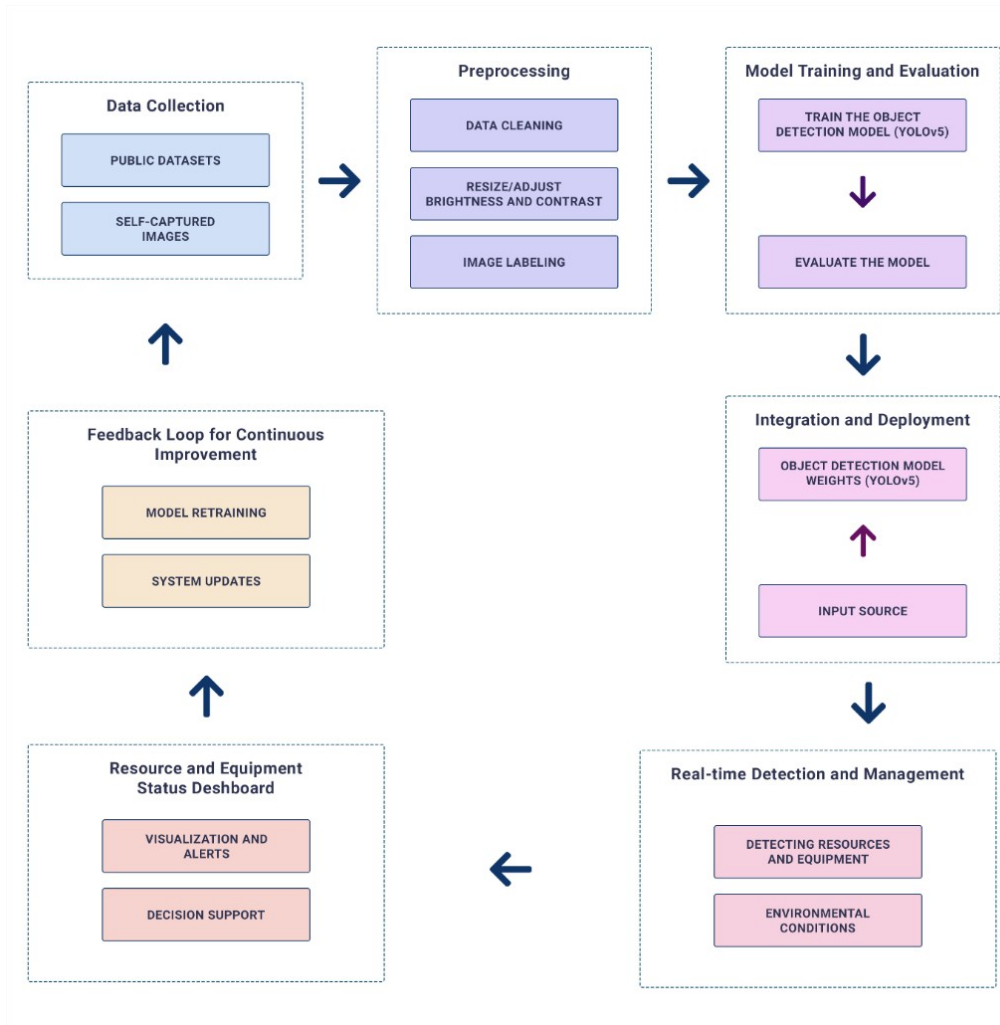 Data Collection
PUBLIC DATASETS
SELF-CAPTURED
IMAGES
Preprocessing
DATA CLEANING
RESIZE/ADJUST
BRIGHTNESS AND CONTRAST
IMAGE LABELING
Model Training and Evaluation
TRAIN THE OBJECT
DETECTION MODEL (YOLOv5)
EVALUATE THE MODEL
Integration and Deployment
OBJECT DETECTION MODEL
WEIGHTS (YOLOv5)
INPUT SOURCE
Real-time Detection and Management
DETECTING RESOURCES
AND EQUIPMENT
ENVIRONMENTAL
CONDITIONS
Resource and Equipment
Status Deshboard
VISUALIZATION AND
ALERTS
DECISION SUPPORT
Feedback Loop for Continuous
Improvement
MODEL RETRAINING
SYSTEM UPDATES